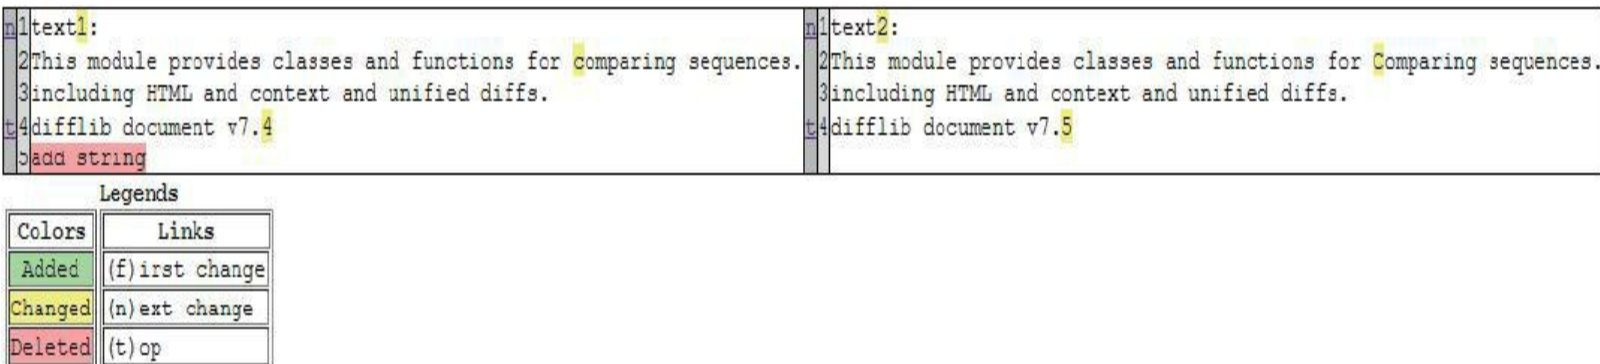 n 1 text1:
2 This module provides classes and functions for comparing sequences.
3 including HTML and context and unified diffs.
t 4 difflib document v7.4
5 add string
n 1 text2:
2 This module provides classes and functions for Comparing sequences.
3 including HTML and context and unified diffs.
t 4 difflib document v7.5
Legends
Colors Links
Added (f)irst change
Changed (n)ext change
Deleted (t)op